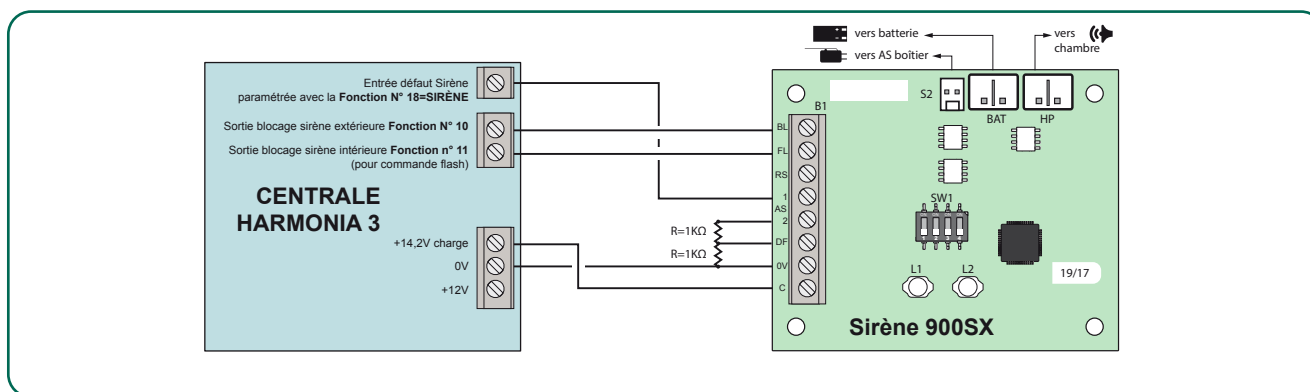 vers batterie
vers AS boîtier
vers
chambre
Entrée défaut Sirène
paramétrée avec la Fonction N° 18=SIRÈNE
Sortie blocage sirène extérieure Fonction N° 10
Sortie blocage sirène intérieure Fonction n° 11
(pour commande flash)
CENTRALE
HARMONIA 3
+14,2V charge
0V
+12V
R=1KΩ
R=1KΩ
S2
BAT
HP
B1
BL
FL
RS
1
AS
2
DF
0V
C
SW1
L1
L2
19/17
Sirène 900SX